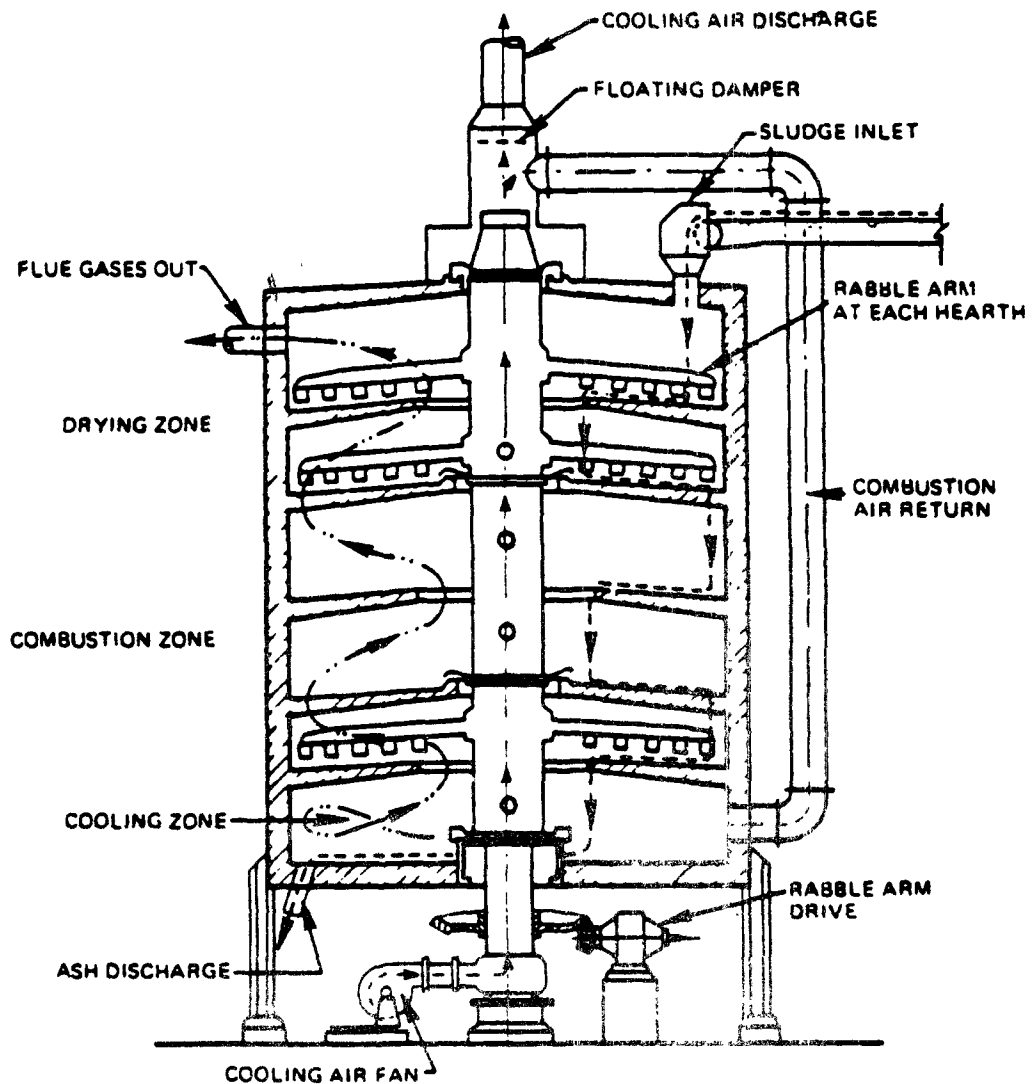 COOLING AIR DISCHARGE
FLOATING DAMPER
SLUDGE INLET
FLUE GASES OUT
RABBLE ARM
AT EACH HEARTH
DRYING ZONE
COMBUSTION
AIR RETURN
COMBUSTION ZONE
COOLING ZONE
RABBLE ARM
DRIVE
ASH DISCHARGE
COOLING AIR FAN